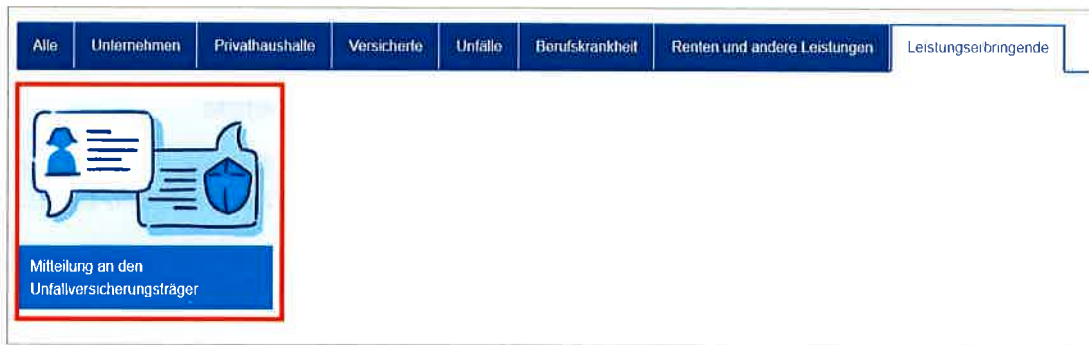 Alle Unternehmen Privathaushalte Versicherte Unfälle Berufskrankheit Renten und andere Leistungen Leistungserbringende
Mitteilung an den
Unfallversicherungsträger